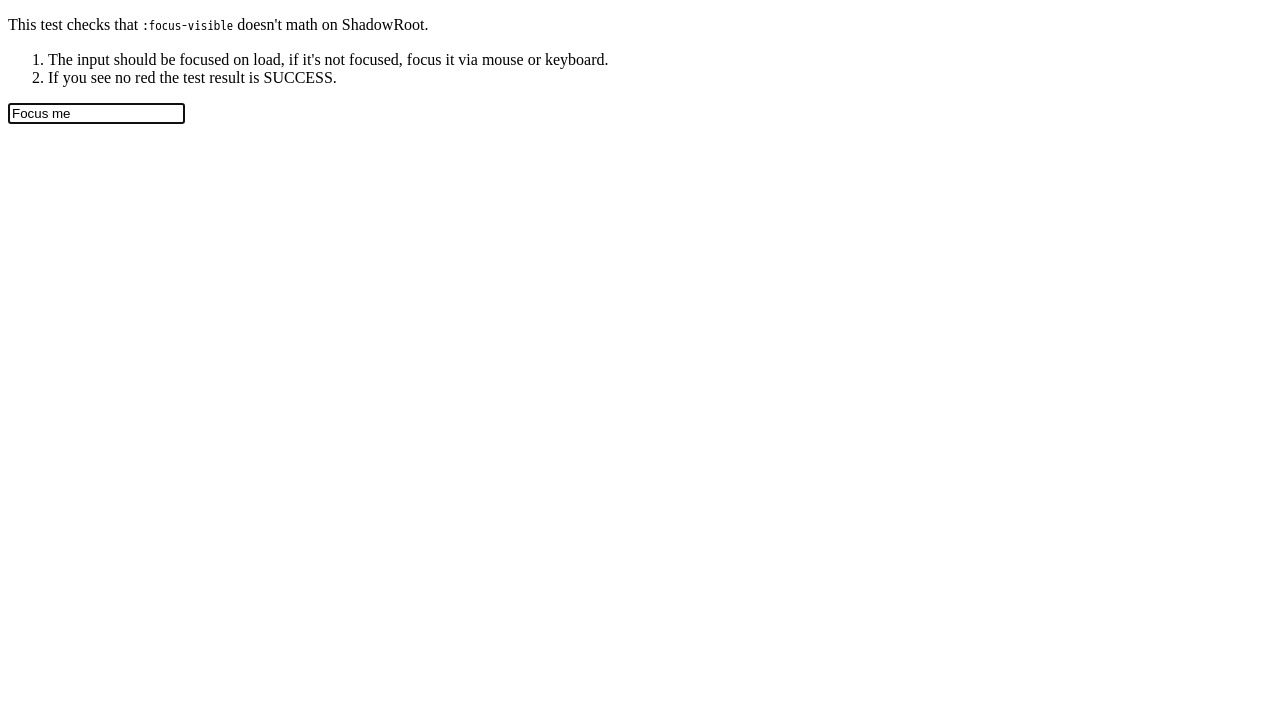 This test checks that :focus-visible doesn't math on ShadowRoot.
1. The input should be focused on load, if it's not focused, focus it via mouse or keyboard.
2. If you see no red the test result is SUCCESS.
Focus me